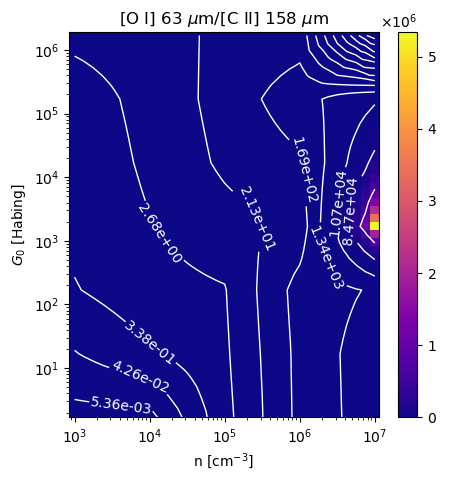 [O I] 63 μm/[C II] 158 μm
×10⁶
G₀ [Habing]
10⁶
10⁵
10⁴
10³
10²
10¹
1.69e+02
2.13e+01
2.68e+00
1.07e+04
8.47e+04
1.34e+03
3.38e-01
4.26e-02
5.36e-03
10³ 10⁴ 10⁵ 10⁶ 10⁷
n [cm⁻³]
5
4
3
2
1
0